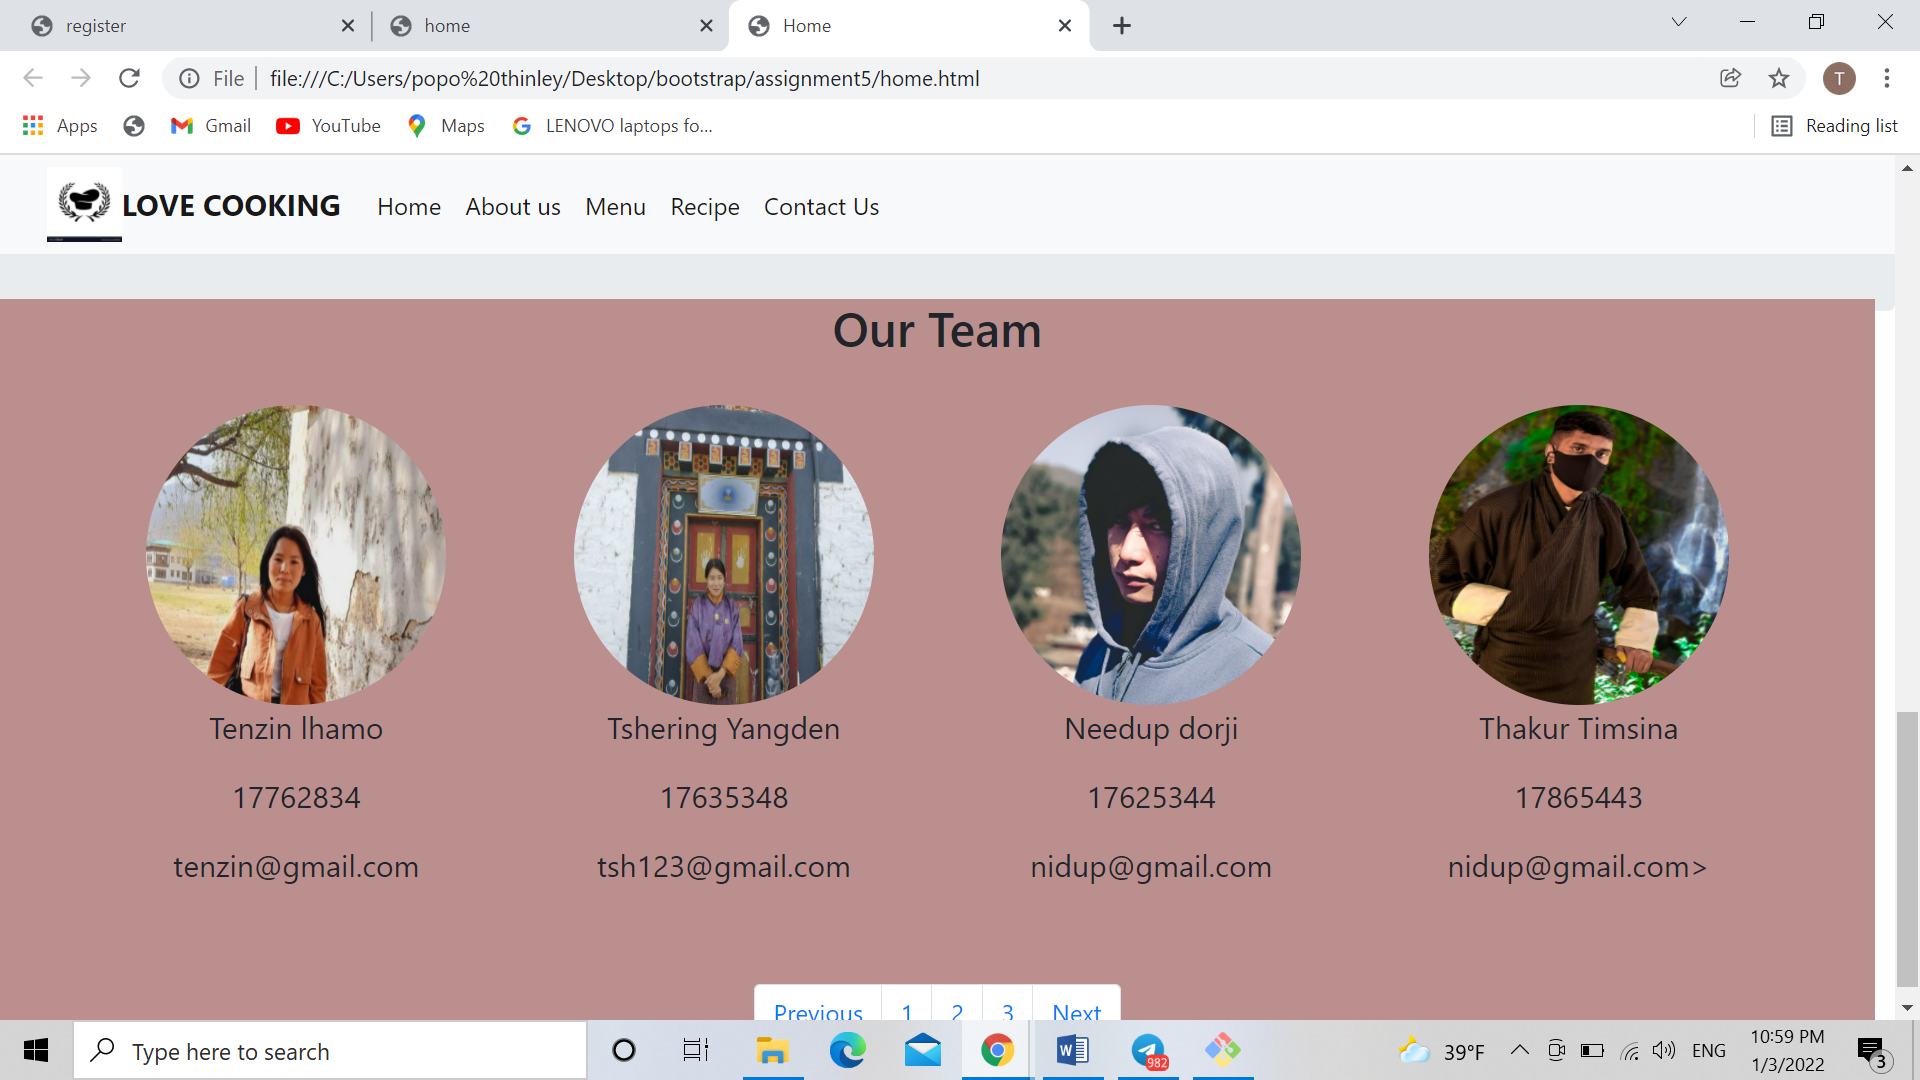 register
home
Home
File
file:///C:/Users/popo%20thinley/Desktop/bootstrap/assignment5/home.html
T
Apps
Gmail
YouTube
Maps
LENOVO laptops fo...
Reading list
LOVE COOKING
Home
About us
Menu
Recipe
Contact Us
Our Team
Tenzin lhamo
Tshering Yangden
Needup dorji
Thakur Timsina
17762834
17635348
17625344
17865443
tenzin@gmail.com
tsh123@gmail.com
nidup@gmail.com
nidup@gmail.com>
Previous
1
2
3
Next
Type here to search
W
982
39°F
ENG
10:59 PM
1/3/2022
3